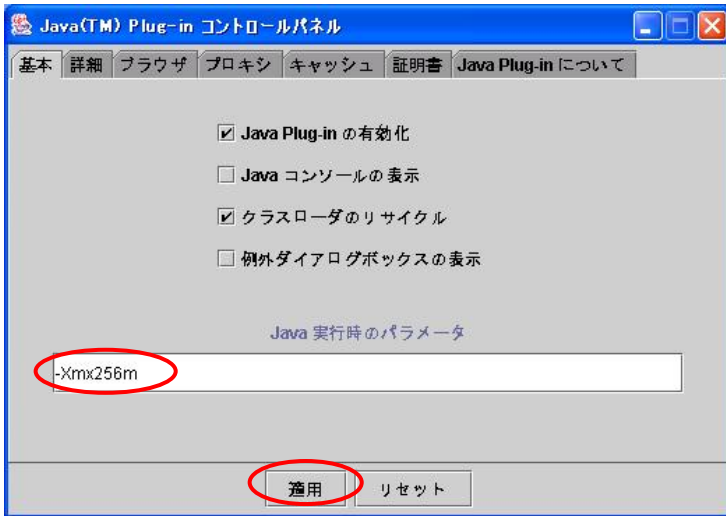 Java(TM) Plug-in コントロールパネル
基本 詳細 ブラウザ プロキシ キャッシュ 証明書 Java Plug-in について
Java Plug-in の有効化
Java コンソールの表示
クラスローダのリサイクル
例外ダイアログボックスの表示
Java 実行時のパラメータ
-Xmx256m
適用 リセット